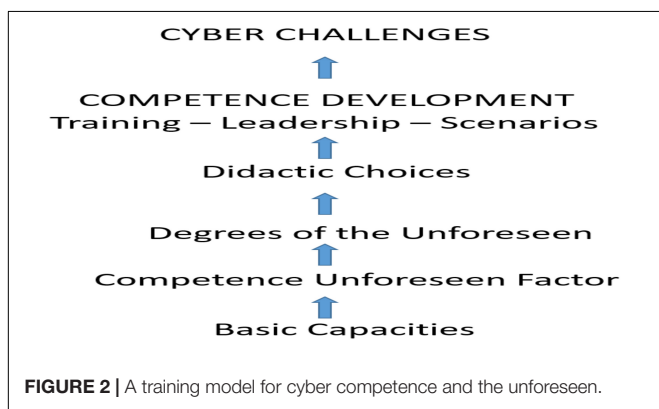 CYBER CHALLENGES
COMPETENCE DEVELOPMENT
Training – Leadership – Scenarios
Didactic Choices
Degrees of the Unforeseen
Competence Unforeseen Factor
Basic Capacities
FIGURE 2 | A training model for cyber competence and the unforeseen.